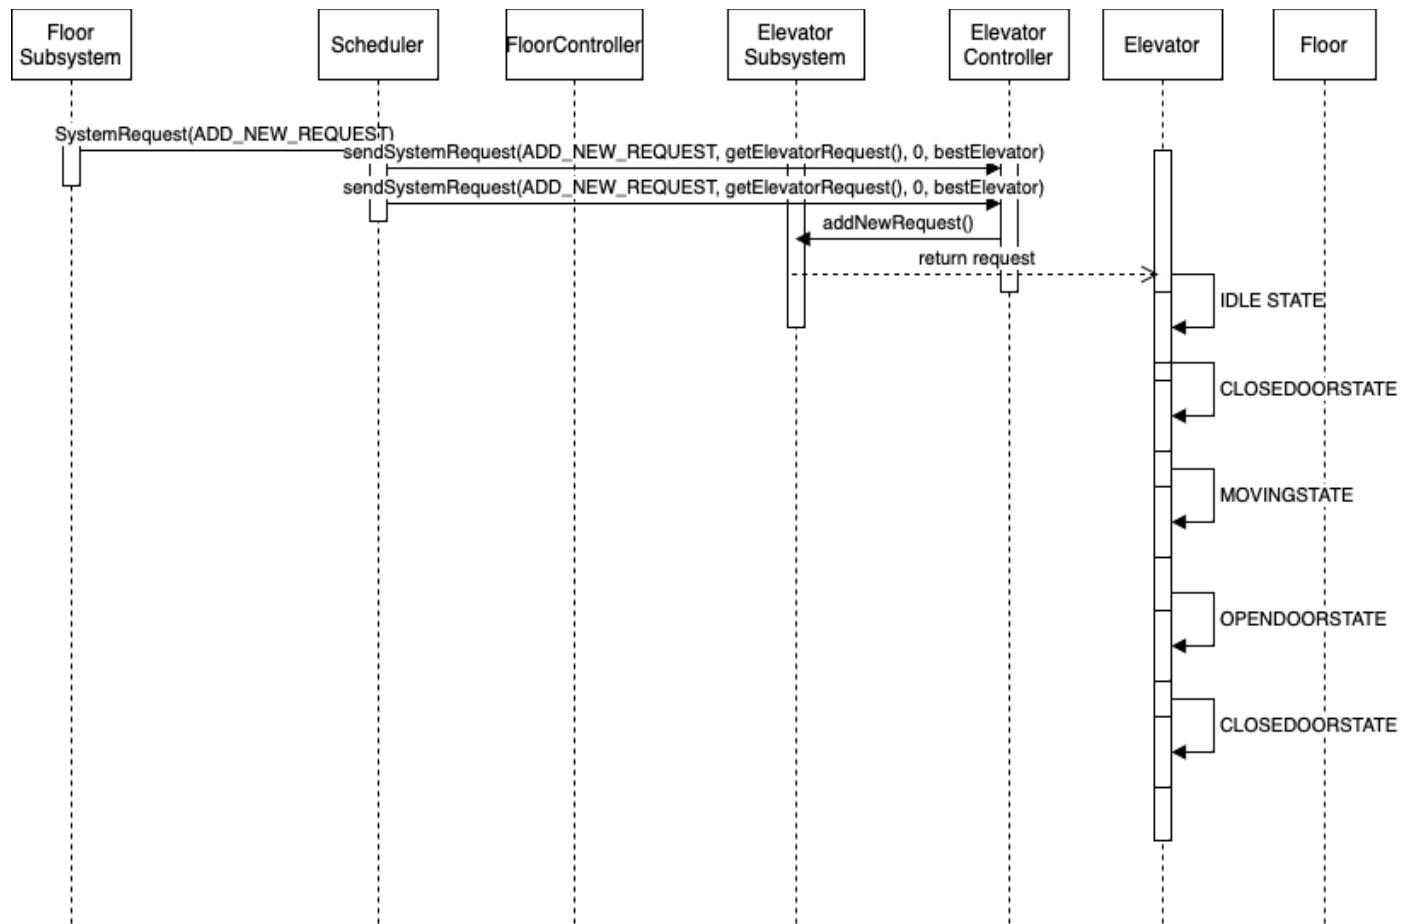 Floor
Subsystem
Scheduler
FloorController
Elevator
Subsystem
Elevator
Controller
Elevator
Floor
SystemRequest(ADD_NEW_REQUEST)
sendSystemRequest(ADD_NEW_REQUEST, getElevatorRequest(), 0, bestElevator)
sendSystemRequest(ADD_NEW_REQUEST, getElevatorRequest(), 0, bestElevator)
addNewRequest()
return request
IDLE STATE
CLOSEDOORSTATE
MOVINGSTATE
OPENDOORSTATE
CLOSEDOORSTATE